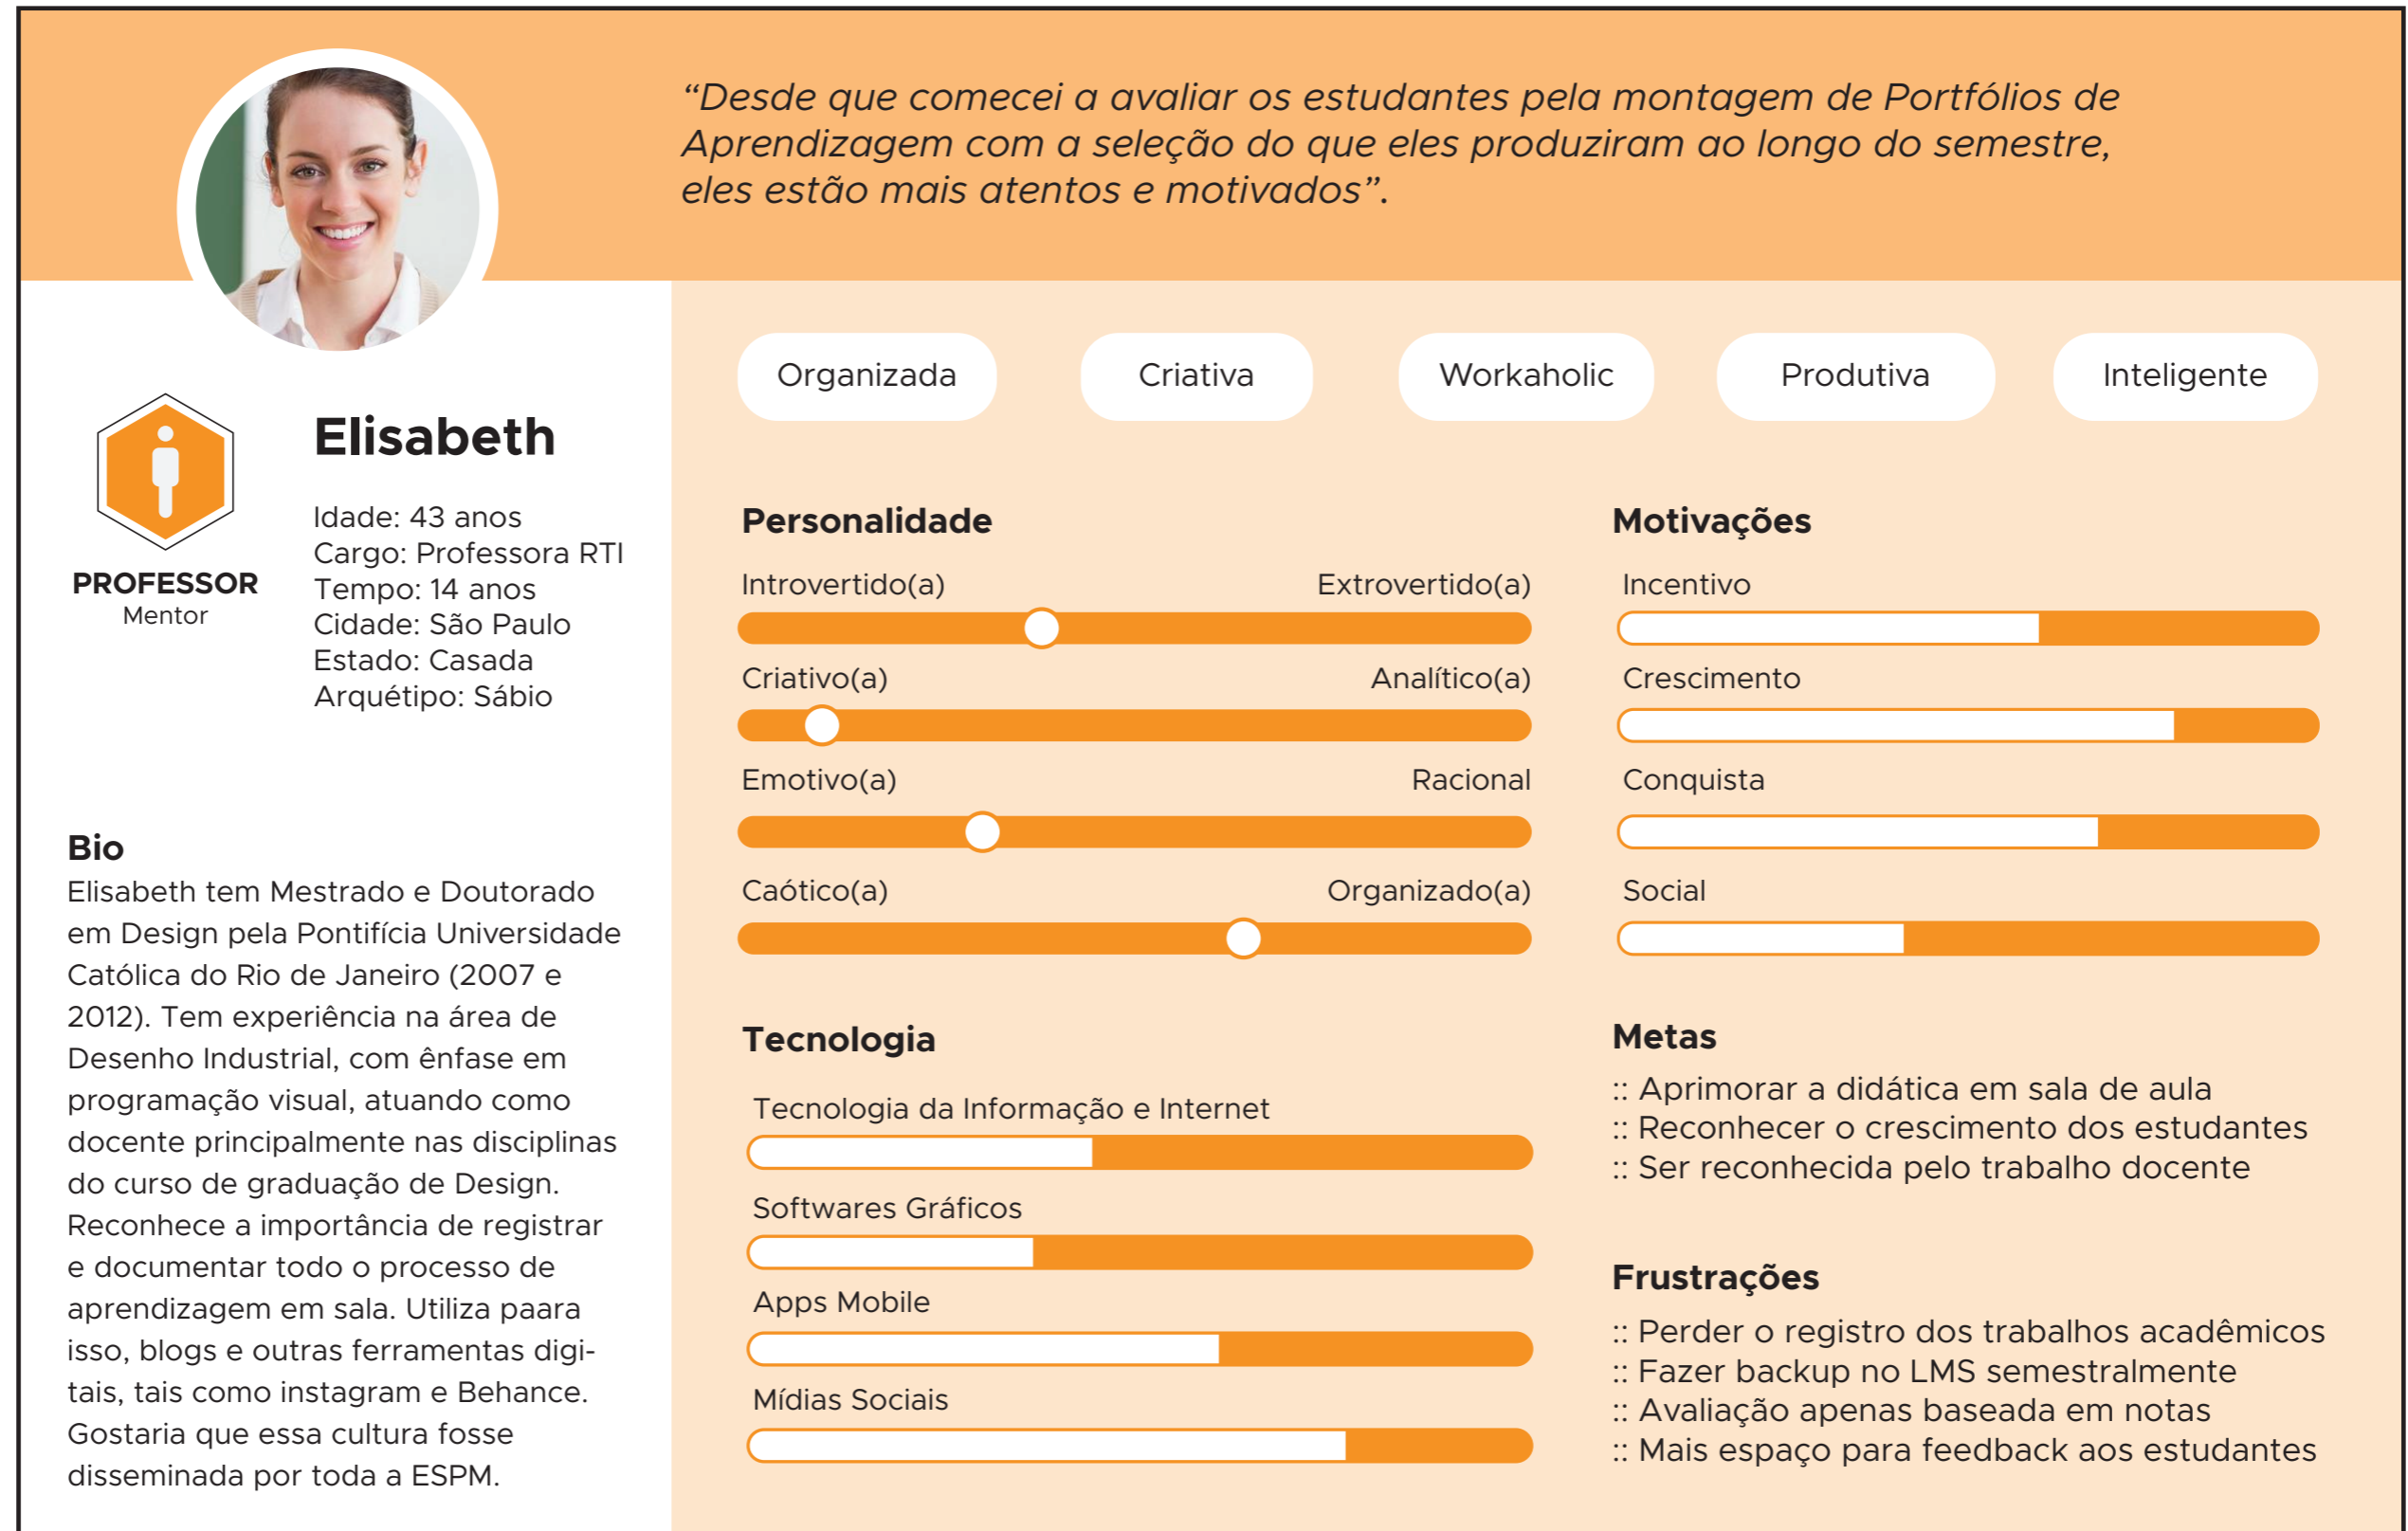 “Desde que comecei a avaliar os estudantes pela montagem de Portfólios de
Aprendizagem com a seleção do que eles produziram ao longo do semestre,
eles estão mais atentos e motivados”.
PROFESSOR
Mentor
Elisabeth
Idade: 43 anos
Cargo: Professora RTI
Tempo: 14 anos
Cidade: São Paulo
Estado: Casada
Arquétipo: Sábio
Bio
Elisabeth tem Mestrado e Doutorado
em Design pela Pontifícia Universidade
Católica do Rio de Janeiro (2007 e
2012). Tem experiência na área de
Desenho Industrial, com ênfase em
programação visual, atuando como
docente principalmente nas disciplinas
do curso de graduação de Design.
Reconhece a importância de registrar
e documentar todo o processo de
aprendizagem em sala. Utiliza paara
isso, blogs e outras ferramentas digi-
tais, tais como instagram e Behance.
Gostaria que essa cultura fosse
disseminada por toda a ESPM.
Organizada
Criativa
Workaholic
Produtiva
Inteligente
Personalidade
Introvertido(a) Extrovertido(a)
Criativo(a) Analítico(a)
Emotivo(a) Racional
Caótico(a) Organizado(a)
Motivações
Incentivo
Crescimento
Conquista
Social
Tecnologia
Tecnologia da Informação e Internet
Softwares Gráficos
Apps Mobile
Mídias Sociais
Metas
:: Aprimorar a didática em sala de aula
:: Reconhecer o crescimento dos estudantes
:: Ser reconhecida pelo trabalho docente
Frustrações
:: Perder o registro dos trabalhos acadêmicos
:: Fazer backup no LMS semestralmente
:: Avaliação apenas baseada em notas
:: Mais espaço para feedback aos estudantes